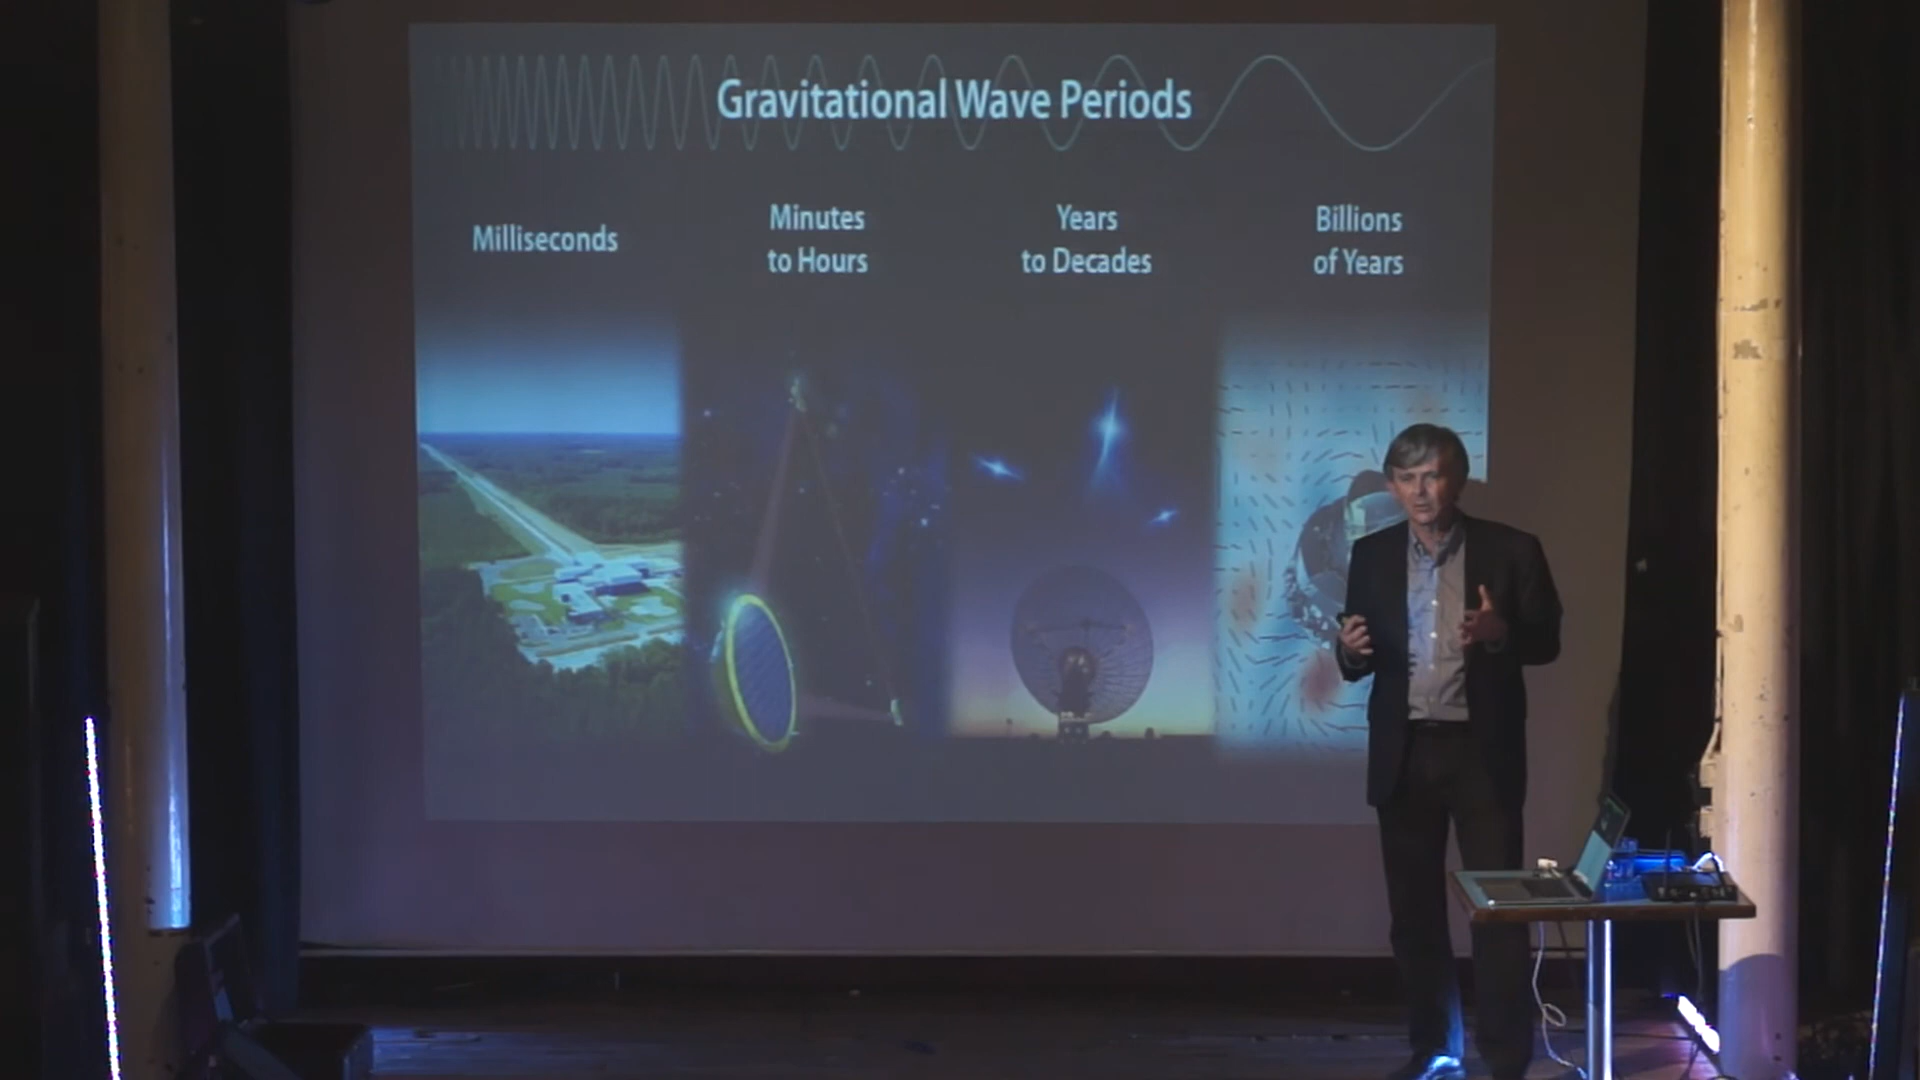 Gravitational Wave Periods
Milliseconds
Minutes
to Hours
Years
to Decades
Billions
of Years